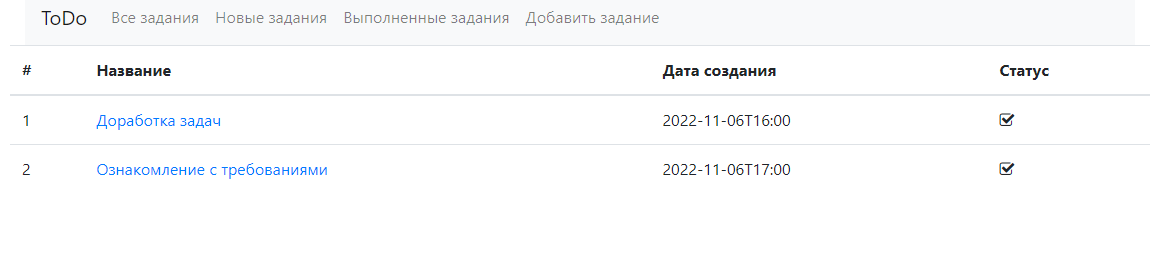 ToDo Все задания Новые задания Выполненные задания Добавить задание
# Название Дата создания Статус
1 Доработка задач 2022-11-06T16:00
2 Ознакомление с требованиями 2022-11-06T17:00